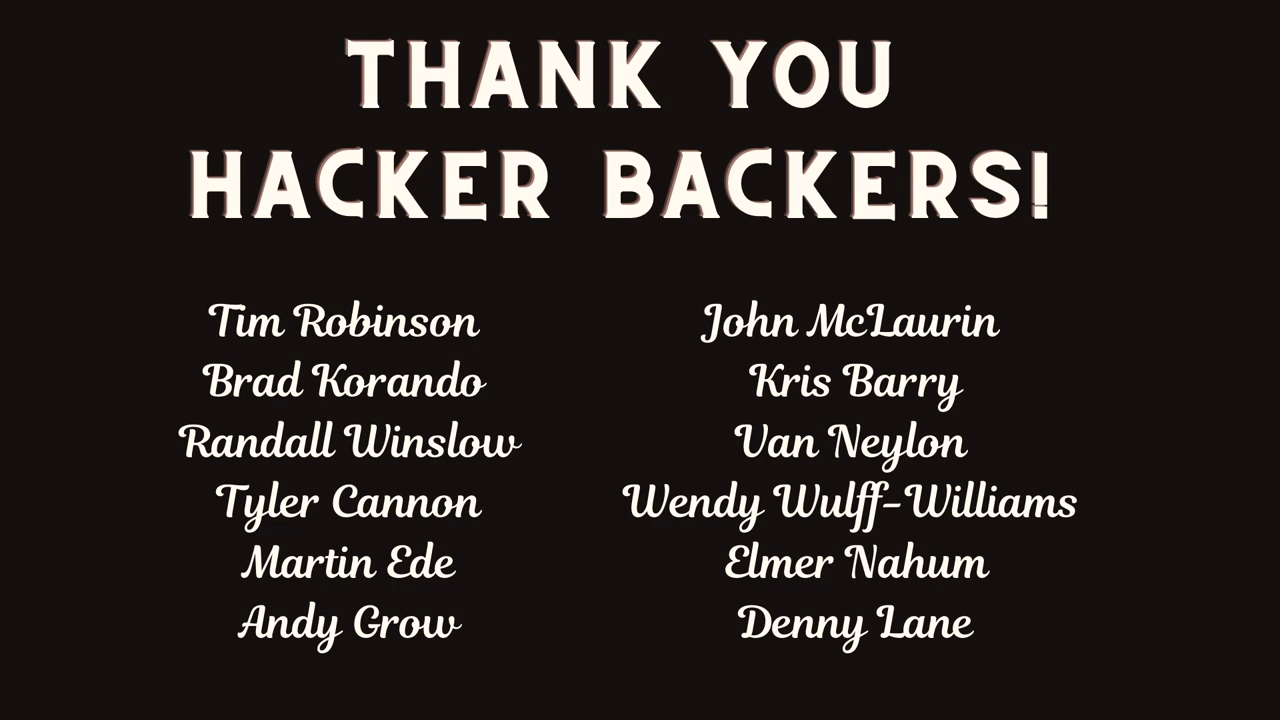 THANK YOU
HACKER BACKERS!
Tim Robinson
Brad Korando
Randall Winslow
Tyler Cannon
Martin Ede
Andy Grow
John McLaurin
Kris Barry
Van Neylon
Wendy Wulff-Williams
Elmer Nahum
Denny Lane